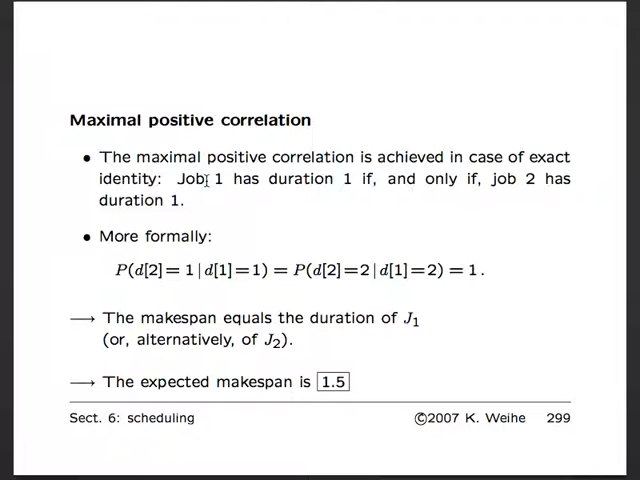 Maximal positive correlation
• The maximal positive correlation is achieved in case of exact
identity: Job 1 has duration 1 if, and only if, job 2 has
duration 1.
• More formally:
P(d[2]= 1 | d[1]=1) = P(d[2]=2 | d[1]=2) = 1 .
⟶ The makespan equals the duration of J₁
(or, alternatively, of J₂).
⟶ The expected makespan is 1.5
Sect. 6: scheduling ©2007 K. Weihe 299